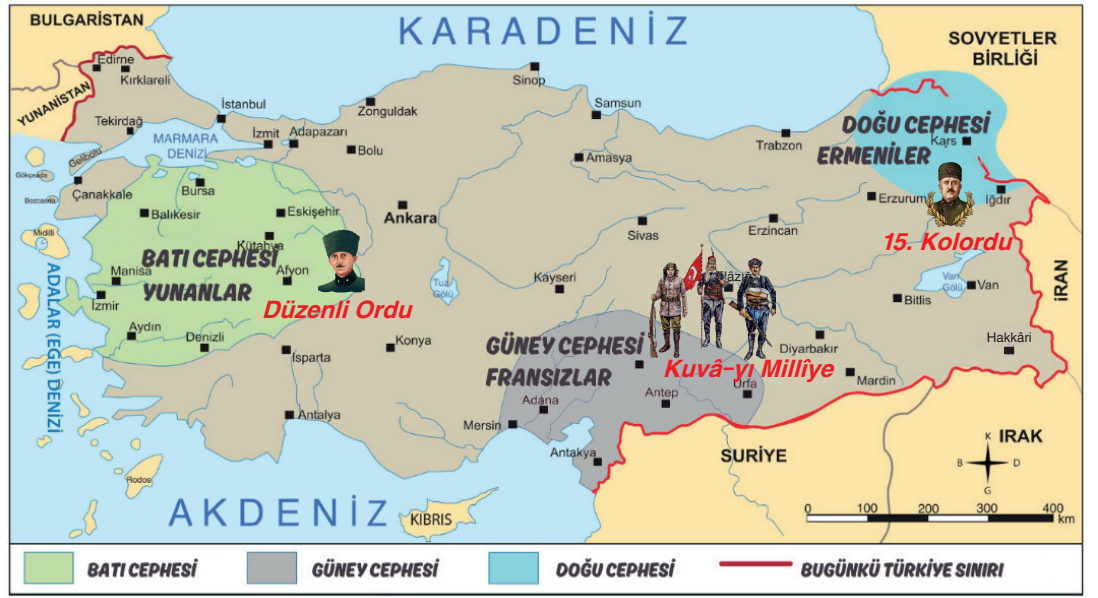 BULGARİSTAN
KARADENİZ
SOVYETLER
BİRLİĞİ
Edirne
Kırklareli
YUNANİSTAN
Tekirdağ
İstanbul
Zonguldak
Sinop
Samsun
MARMARA
DENİZİ
İzmit
Adapazarı
Bolu
Amasya
Trabzon
DOĞU CEPHESİ
ERMENİLER
Kars
Gelibolu
Gökçeada
Çanakkale
Bozcaada
Bursa
Balıkesir
Eskişehir
Ankara
Sivas
Erzincan
Erzurum
Iğdır
15. Kolordu
Midilli
Kütahya
BATI CEPHESİ
YUNANLAR
Manisa
Afyon
İzmir
Düzenli Ordu
Tuz
Gölü
Kayseri
Van
Gölü
Van
Bitlis
İRAN
ADALAR (EGE) DENİZİ
Aydın
Denizli
Isparta
Konya
GÜNEY CEPHESİ
FRANSIZLAR
Kuvâ-yı Millîye
Diyarbakır
Hakkâri
Mardin
Urfa
Antep
Adana
Mersin
Antalya
Antakya
SURİYE
IRAK
K
B
D
G
Rodos
AKDENİZ
KIBRIS
0 100 200 300 400
km
BATI CEPHESİ
GÜNEY CEPHESİ
DOĞU CEPHESİ
BUGÜNKÜ TÜRKİYE SINIRI